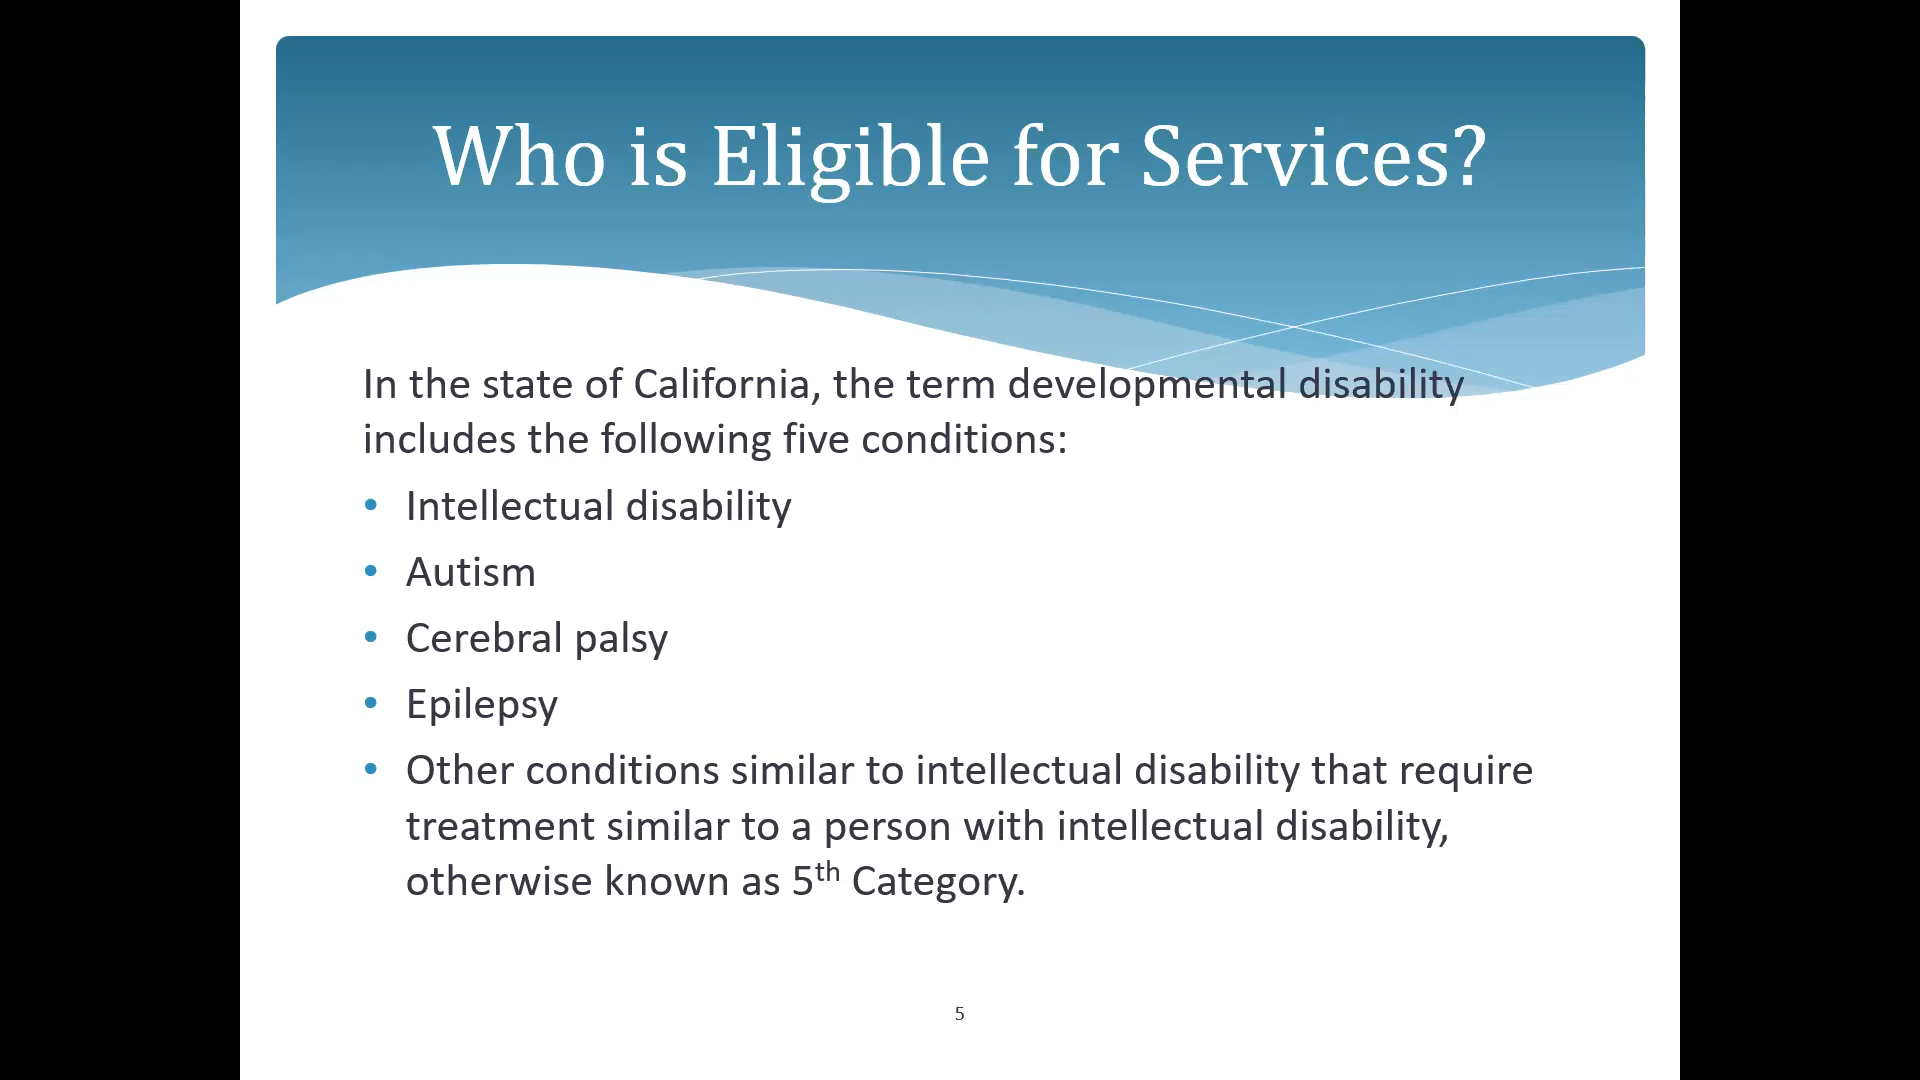 Who is Eligible for Services?
In the state of California, the term developmental disability
includes the following five conditions:
• Intellectual disability
• Autism
• Cerebral palsy
• Epilepsy
• Other conditions similar to intellectual disability that require
treatment similar to a person with intellectual disability,
otherwise known as 5th Category.
5